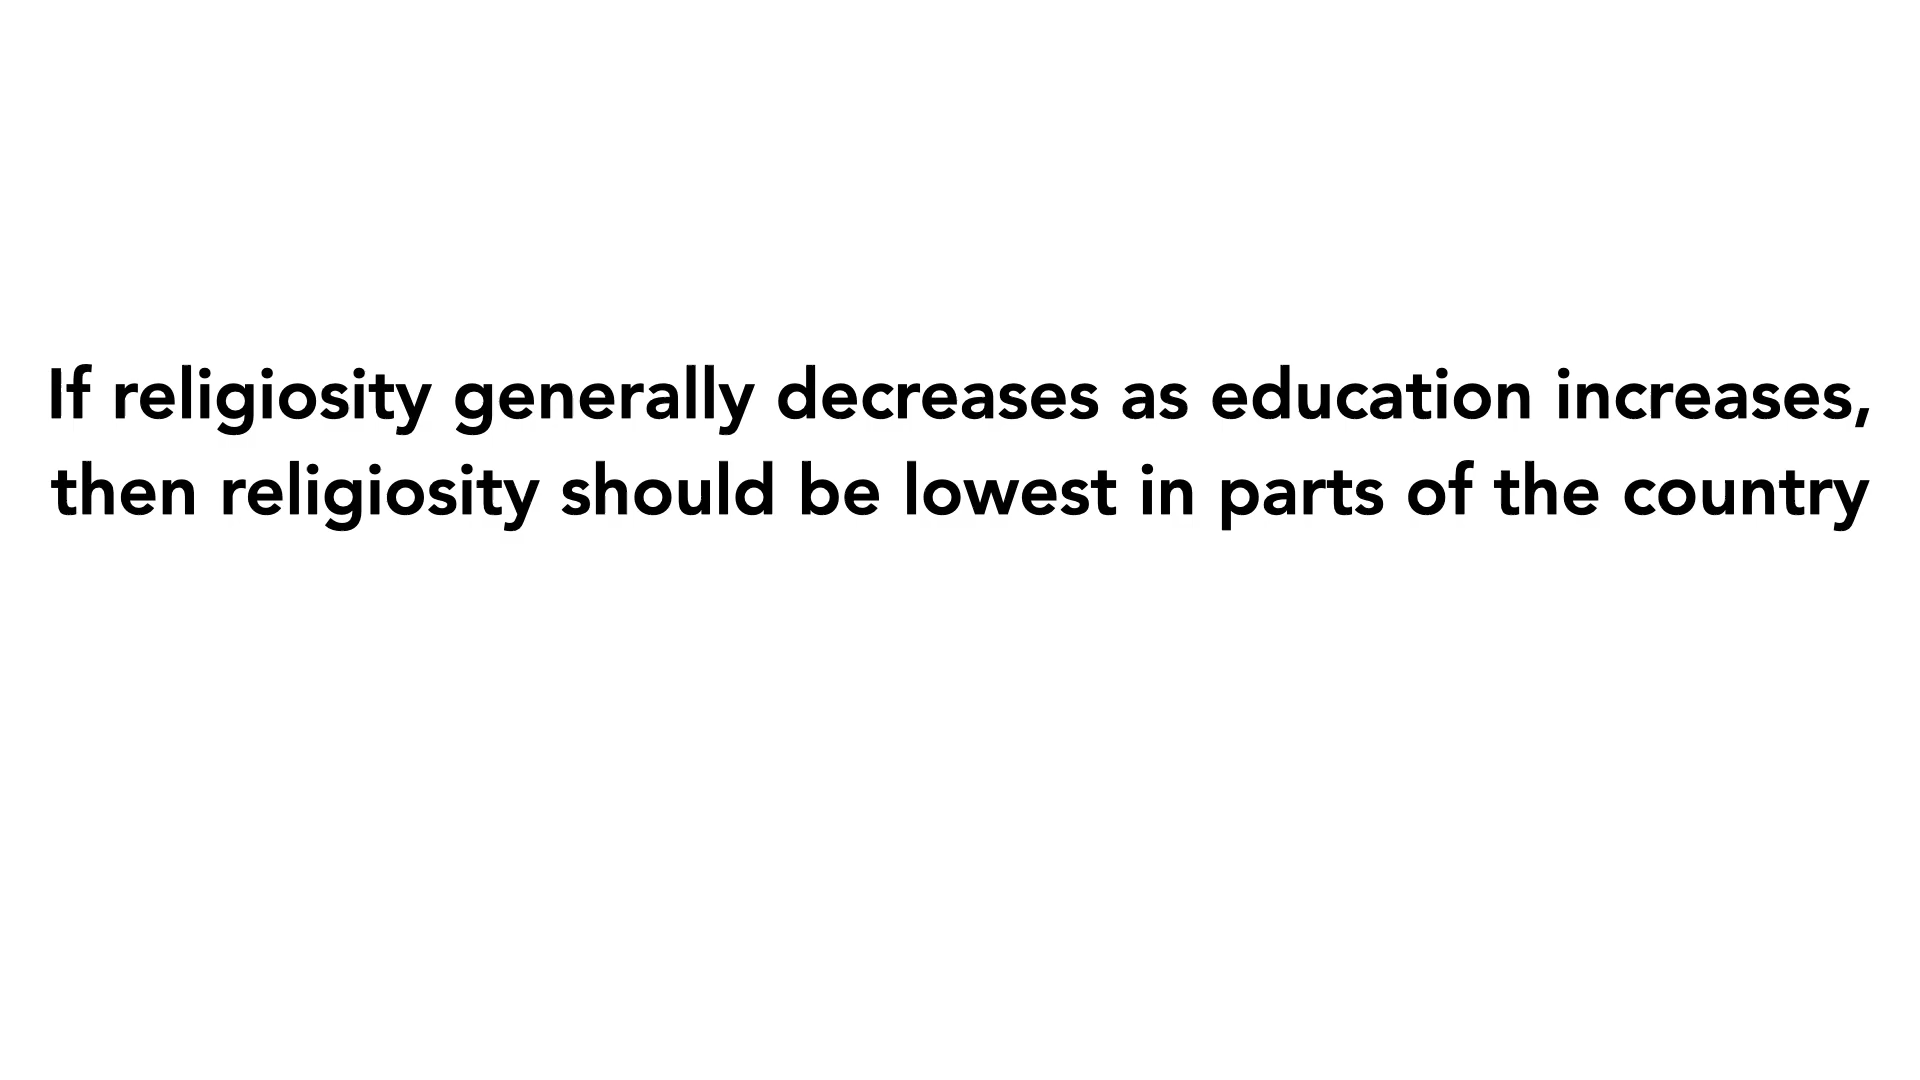 If religiosity generally decreases as education increases,
then religiosity should be lowest in parts of the country